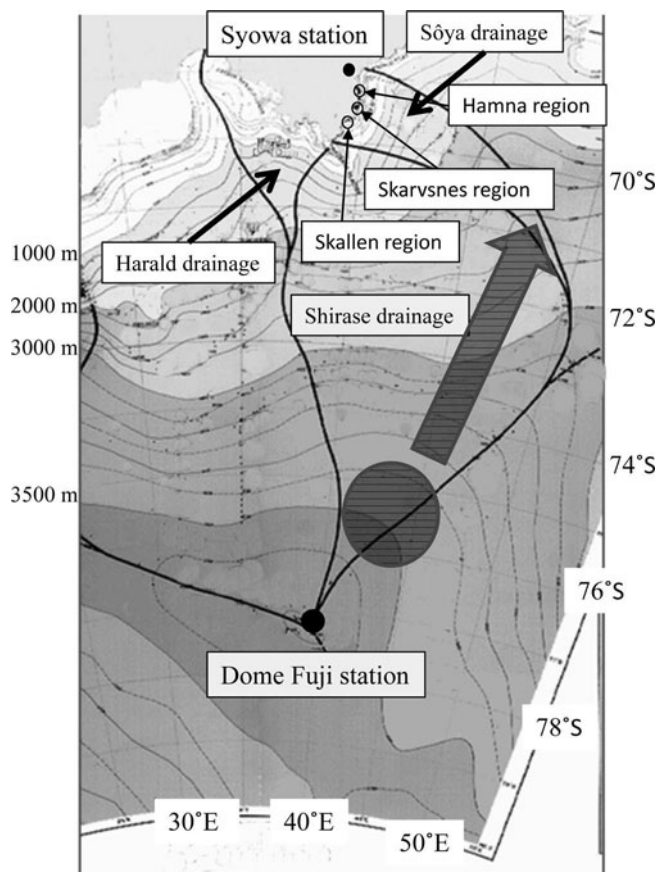 Syowa station
Sôya drainage
Hamna region
Skarvsnes region
70˚S
Skallen region
1000 m
Harald drainage
2000 m
Shirase drainage
72˚S
3000 m
74˚S
3500 m
76˚S
Dome Fuji station
78˚S
30˚E
40˚E
50˚E